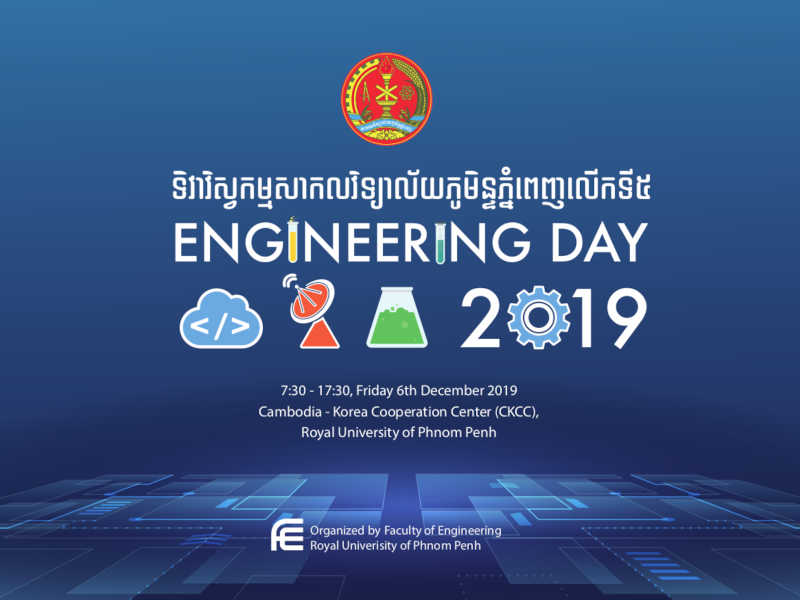 ទិវាវិស្វកម្មសាកលវិទ្យាល័យភូមិន្ទភ្នំពេញលើកទី៥
ENGINEERING DAY
</>
2019
7:30 - 17:30, Friday 6th December 2019
Cambodia - Korea Cooperation Center (CKCC),
Royal University of Phnom Penh
FE
Organized by Faculty of Engineering
Royal Univerisity of Phnom Penh